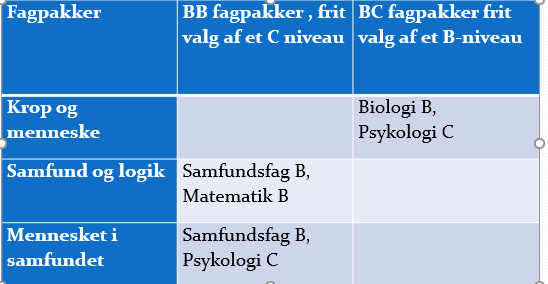 Fagpakker
BB fagpakker , frit
valg af et C niveau
BC fagpakker frit
valg af et B-niveau
Krop og
menneske
Biologi B,
Psykologi C
Samfund og logik
Samfundsfag B,
Matematik B
Mennesket i
samfundet
Samfundsfag B,
Psykologi C